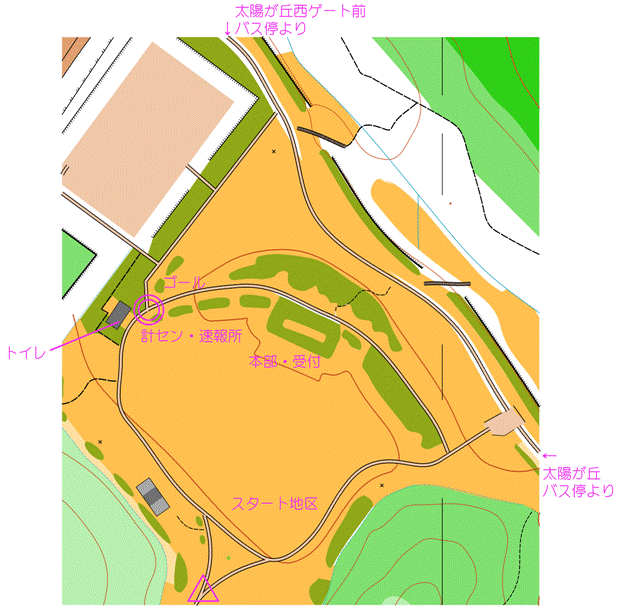 太陽が丘西ゲート前
↓バス停より
ゴール
計セン・速報所
トイレ
本部・受付
←
太陽が丘
バス停より
スタート地区